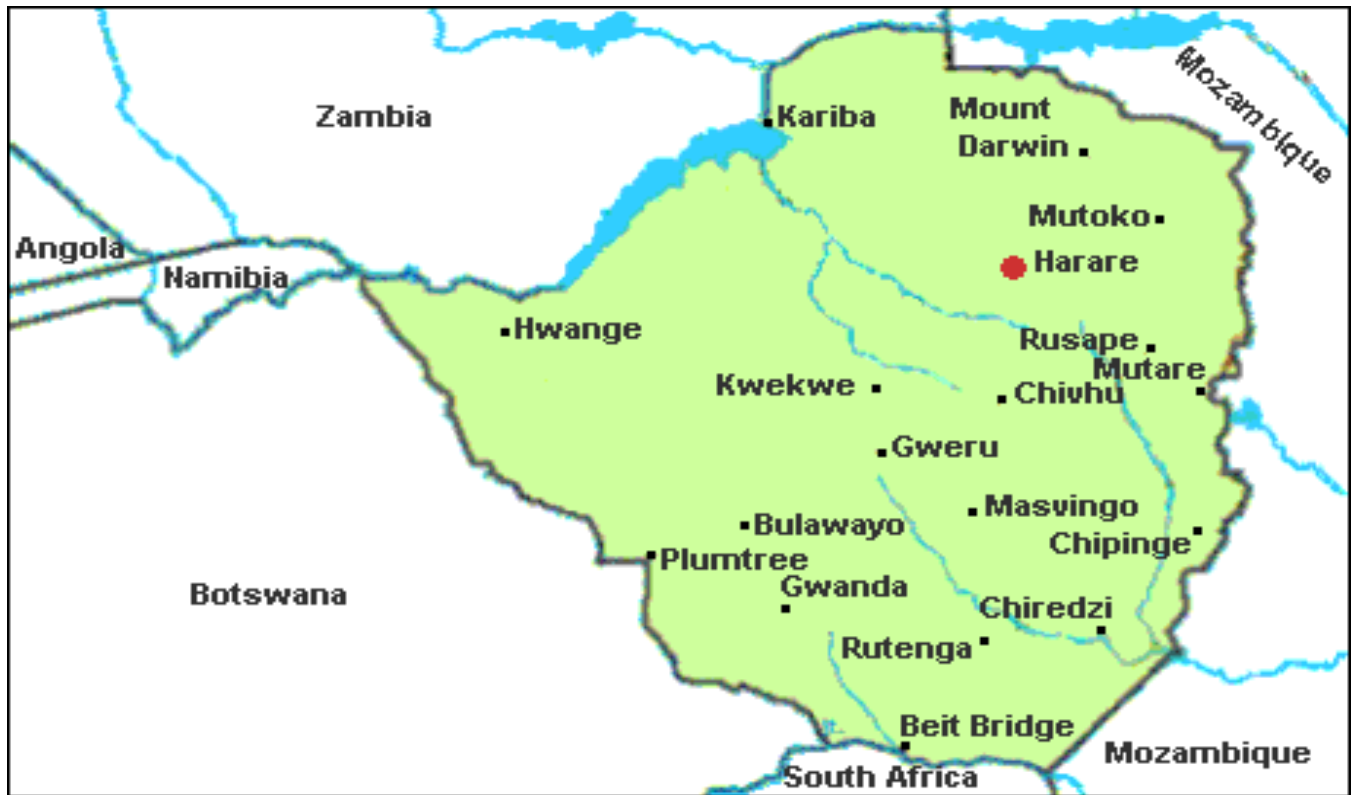 Mozambique
Zambia
Kariba
Mount
Darwin
Mutoko
Angola
Harare
Namibia
Hwange
Rusape
Mutare
Kwekwe
Chivhu
Gweru
Masvingo
Bulawayo
Chipinge
Plumtree
Gwanda
Botswana
Chiredzi
Rutenga
Beit Bridge
Mozambique
South Africa